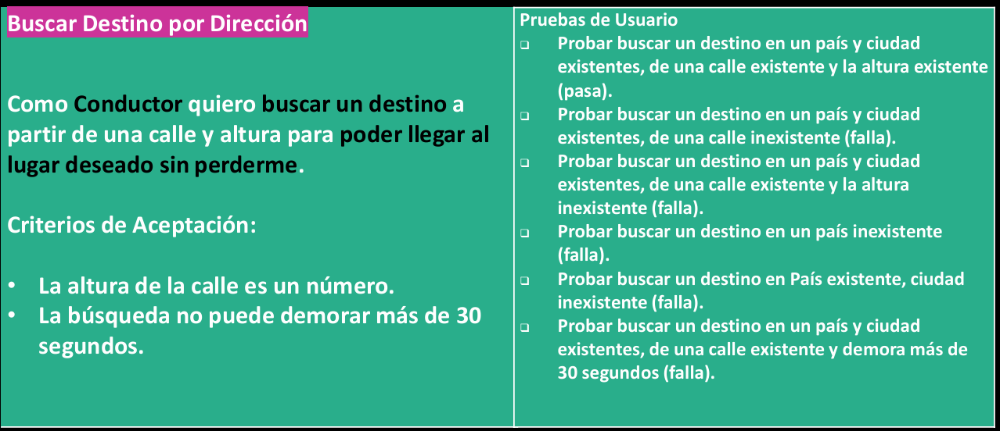 Buscar Destino por Dirección
Como Conductor quiero buscar un destino a
partir de una calle y altura para poder llegar al
lugar deseado sin perderme.
Criterios de Aceptación:
• La altura de la calle es un número.
• La búsqueda no puede demorar más de 30
segundos.
Pruebas de Usuario
❑ Probar buscar un destino en un país y ciudad
existentes, de una calle existente y la altura existente
(pasa).
❑ Probar buscar un destino en un país y ciudad
existentes, de una calle inexistente (falla).
❑ Probar buscar un destino en un país y ciudad
existentes, de una calle existente y la altura
inexistente (falla).
❑ Probar buscar un destino en un país inexistente
(falla).
❑ Probar buscar un destino en País existente, ciudad
inexistente (falla).
❑ Probar buscar un destino en un país y ciudad
existentes, de una calle existente y demora más de
30 segundos (falla).